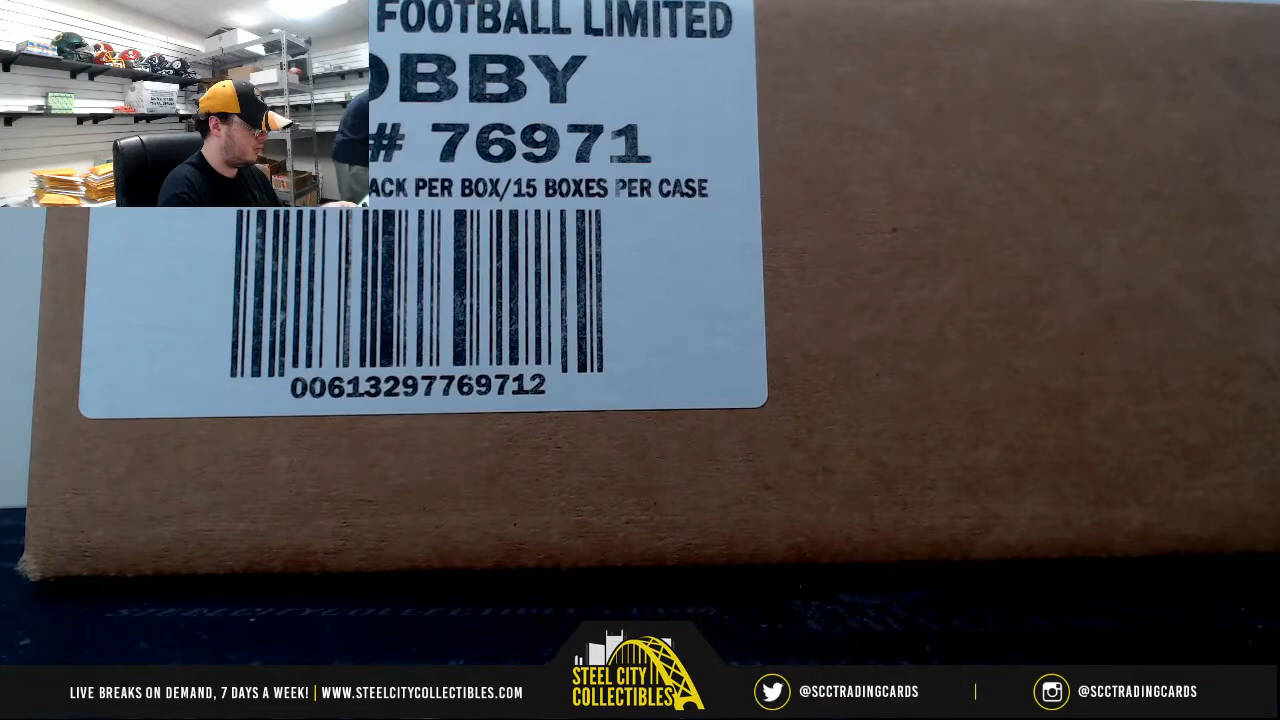 FOOTBALL LIMITED
OBBY
# 76971
ACK PER BOX/15 BOXES PER CASE
00613297769712
LIVE BREAKS ON DEMAND, 7 DAYS A WEEK! | WWW.STEELCITYCOLLECTIBLES.COM
STEEL CITY
COLLECTIBLES
@SCCTRADINGCARDS
@SCCTRADINGCARDS